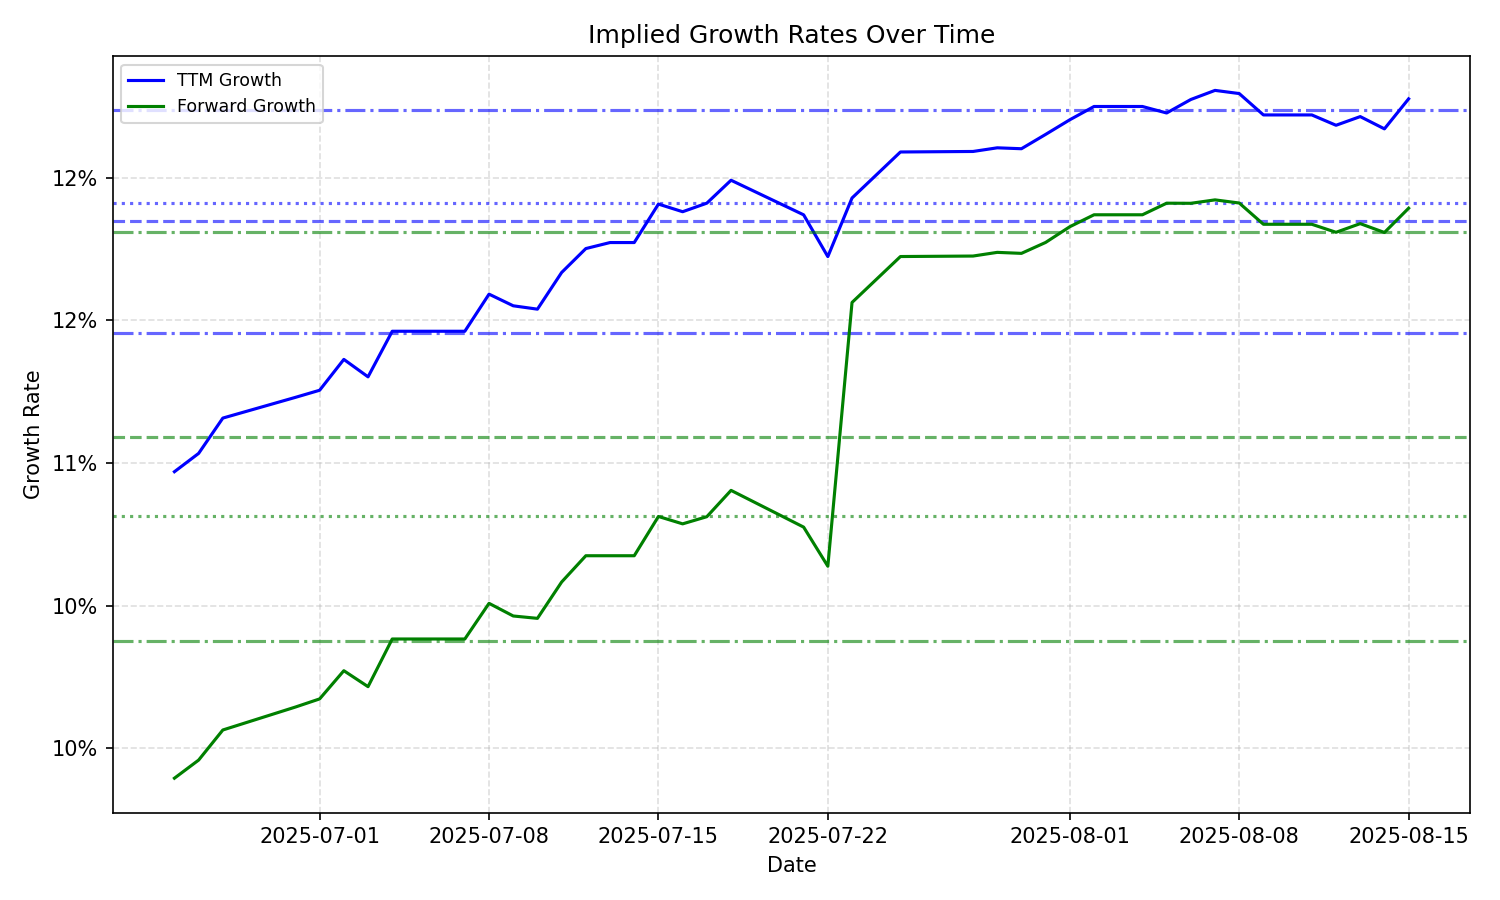 Implied Growth Rates Over Time
TTM Growth
Forward Growth
12%
12%
11%
10%
10%
Growth Rate
2025-07-01
2025-07-08
2025-07-15
2025-07-22
2025-08-01
2025-08-08
2025-08-15
Date